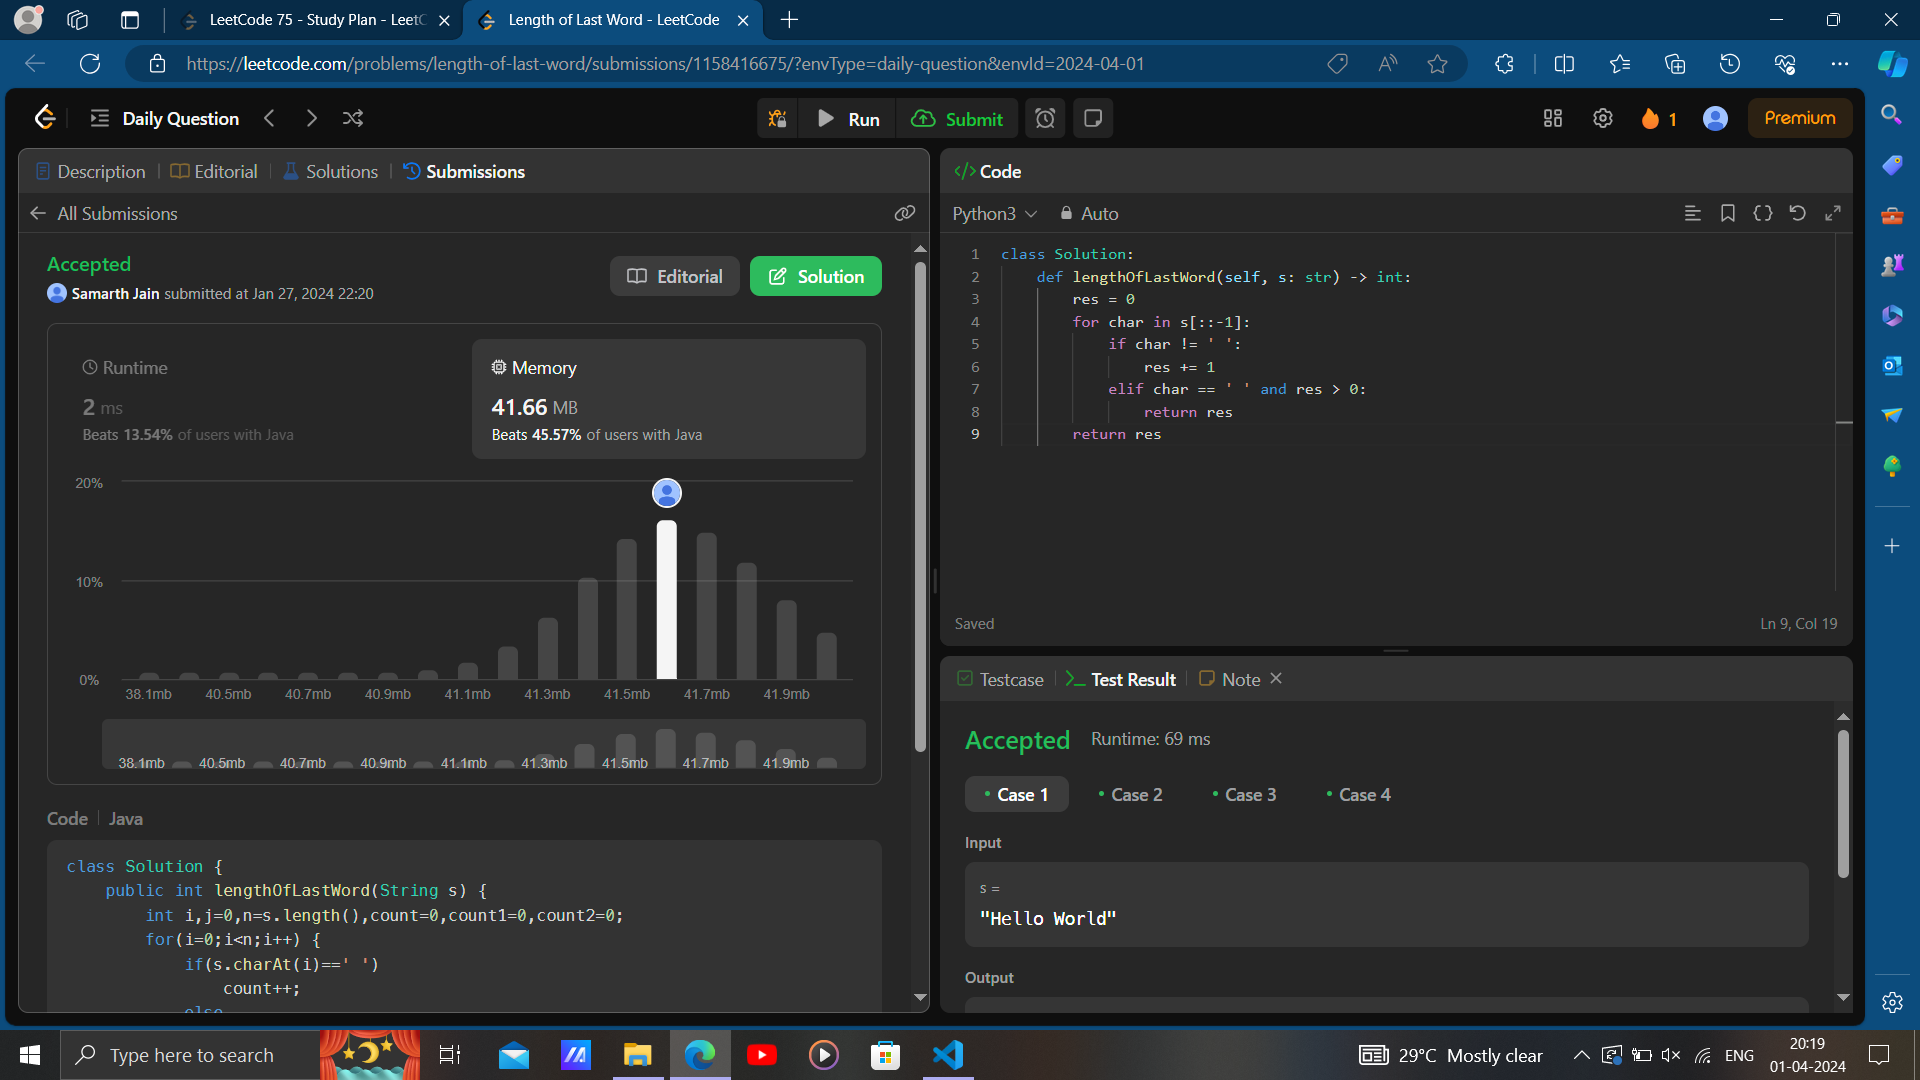 LeetCode 75 - Study Plan - LeetC
Length of Last Word - LeetCode
https://leetcode.com/problems/length-of-last-word/submissions/1158416675/?envType=daily-question&envId=2024-04-01
Daily Question
Run
Submit
1
Premium
Description
Editorial
Solutions
Submissions
All Submissions
Accepted
Samarth Jain submitted at Jan 27, 2024 22:20
Editorial
Solution
Runtime
2 ms
Beats 13.54% of users with Java
Memory
41.66 MB
Beats 45.57% of users with Java
20%
10%
0%
38.1mb 40.5mb 40.7mb 40.9mb 41.1mb 41.3mb 41.5mb 41.7mb 41.9mb
38.1mb 40.5mb 40.7mb 40.9mb 41.1mb 41.3mb 41.5mb 41.7mb 41.9mb
Code | Java
class Solution {
    public int lengthOfLastWord(String s) {
        int i,j=0,n=s.length(),count=0,count1=0,count2=0;
        for(i=0;i<n;i++) {
            if(s.charAt(i)==' ')
                count++;
            else
</> Code
Python3
Auto
1 class Solution:
2     def lengthOfLastWord(self, s: str) -> int:
3         res = 0
4         for char in s[::-1]:
5             if char != ' ':
6                 res += 1
7             elif char == ' ' and res > 0:
8                 return res
9         return res
Saved
Ln 9, Col 19
Testcase
>_ Test Result
Note
Accepted
Runtime: 69 ms
• Case 1
• Case 2
• Case 3
• Case 4
Input
s =
"Hello World"
Output
Type here to search
29°C Mostly clear
ENG
20:19
01-04-2024